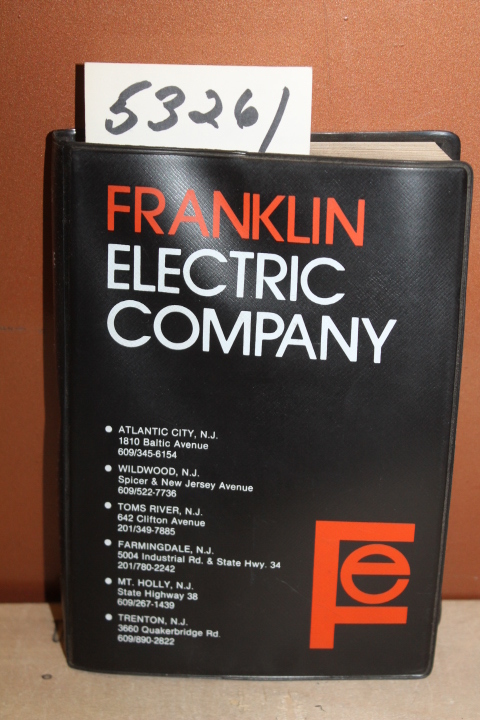 53261
FRANKLIN
ELECTRIC
COMPANY
● ATLANTIC CITY, N.J.
1810 Baltic Avenue
609/345-6154
● WILDWOOD, N.J.
Spicer & New Jersey Avenue
609/522-7736
● TOMS RIVER, N.J.
642 Clifton Avenue
201/349-7885
● FARMINGDALE, N.J.
5004 Industrial Rd. & State Hwy. 34
201/780-2242
● MT. HOLLY, N.J.
State Highway 38
609/267-1439
● TRENTON, N.J.
3660 Quakerbridge Rd.
609/890-2822
Fe